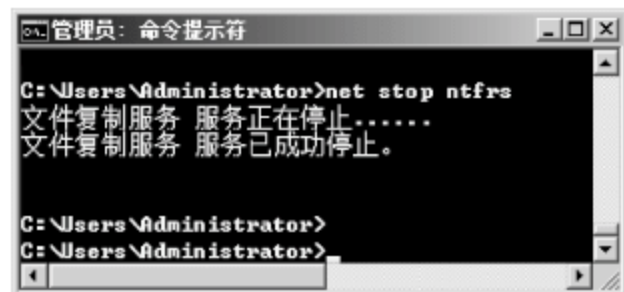 管理员: 命令提示符
C:\Users\Administrator>net stop ntfrs
文件复制服务 服务正在停止......
文件复制服务 服务已成功停止。
C:\Users\Administrator>
C:\Users\Administrator>_